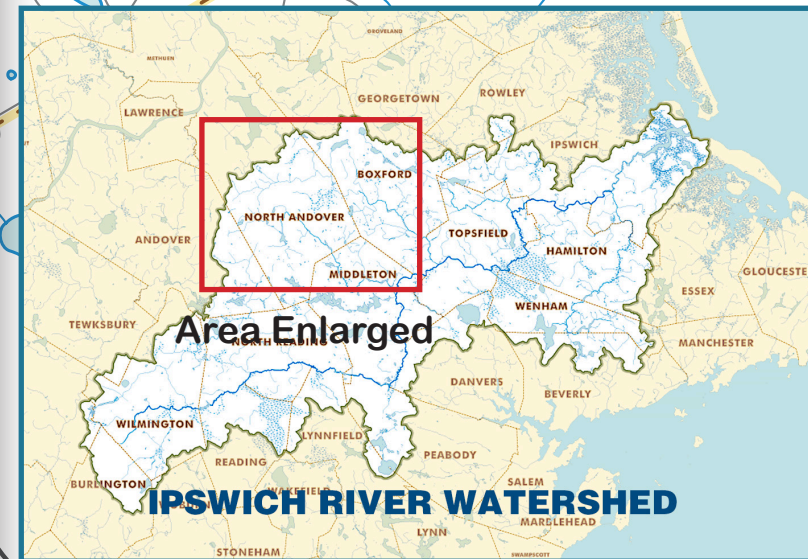 GROVELAND
METHUEN
ROWLEY
GEORGETOWN
LAWRENCE
IPSWICH
BOXFORD
NORTH ANDOVER
TOPSFIELD
ANDOVER
HAMILTON
MIDDLETON
GLOUCESTE
ESSEX
WENHAM
TEWKSBURY
Area Enlarged
NORTH READING
MANCHESTER
DANVERS
BEVERLY
WILMINGTON
LYNNFIELD
READING
PEABODY
BURLINGTON
SALEM
WAKEFIELD
IPSWICH RIVER WATERSHED
MARBLEHEAD
LYNN
STONEHAM
SWAMPSCOTT